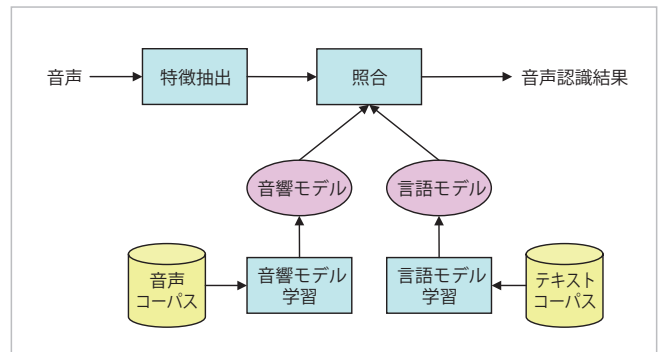 音声
特徴抽出
照合
音声認識結果
音響モデル
言語モデル
音声
コーパス
音響モデル
学習
言語モデル
学習
テキスト
コーパス